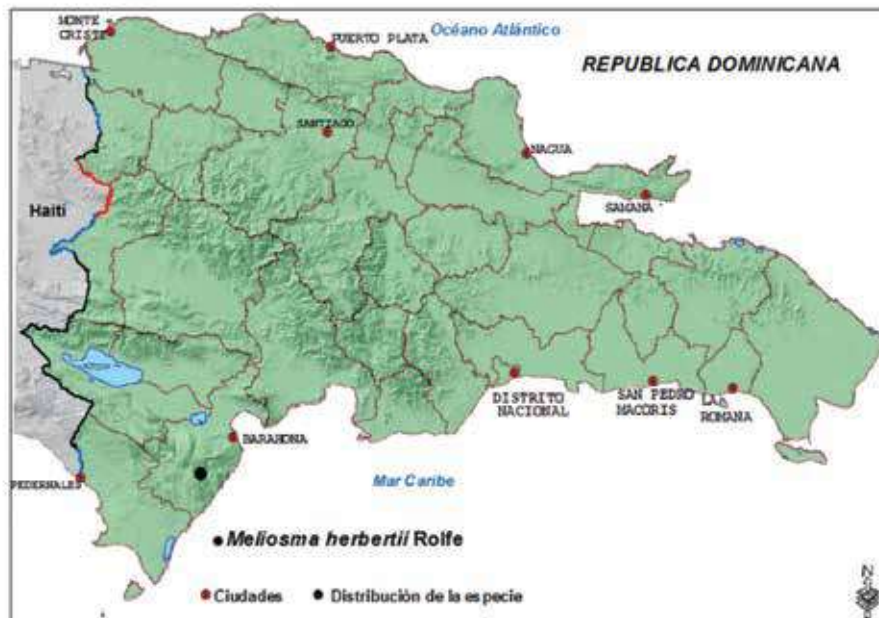 MONTE
CRISTI
PUERTO PLATA
Océano Atlántico
REPUBLICA DOMINICANA
SANTIAGO
NAGUA
Haití
SAMANA
DISTRITO
NACIONAL
SAN PEDRO
MACORIS
LA
ROMANA
BARAHONA
PEDERNALES
Mar Caribe
Meliosma herbertii Rolfe
Ciudades
Distribución de la especie
N